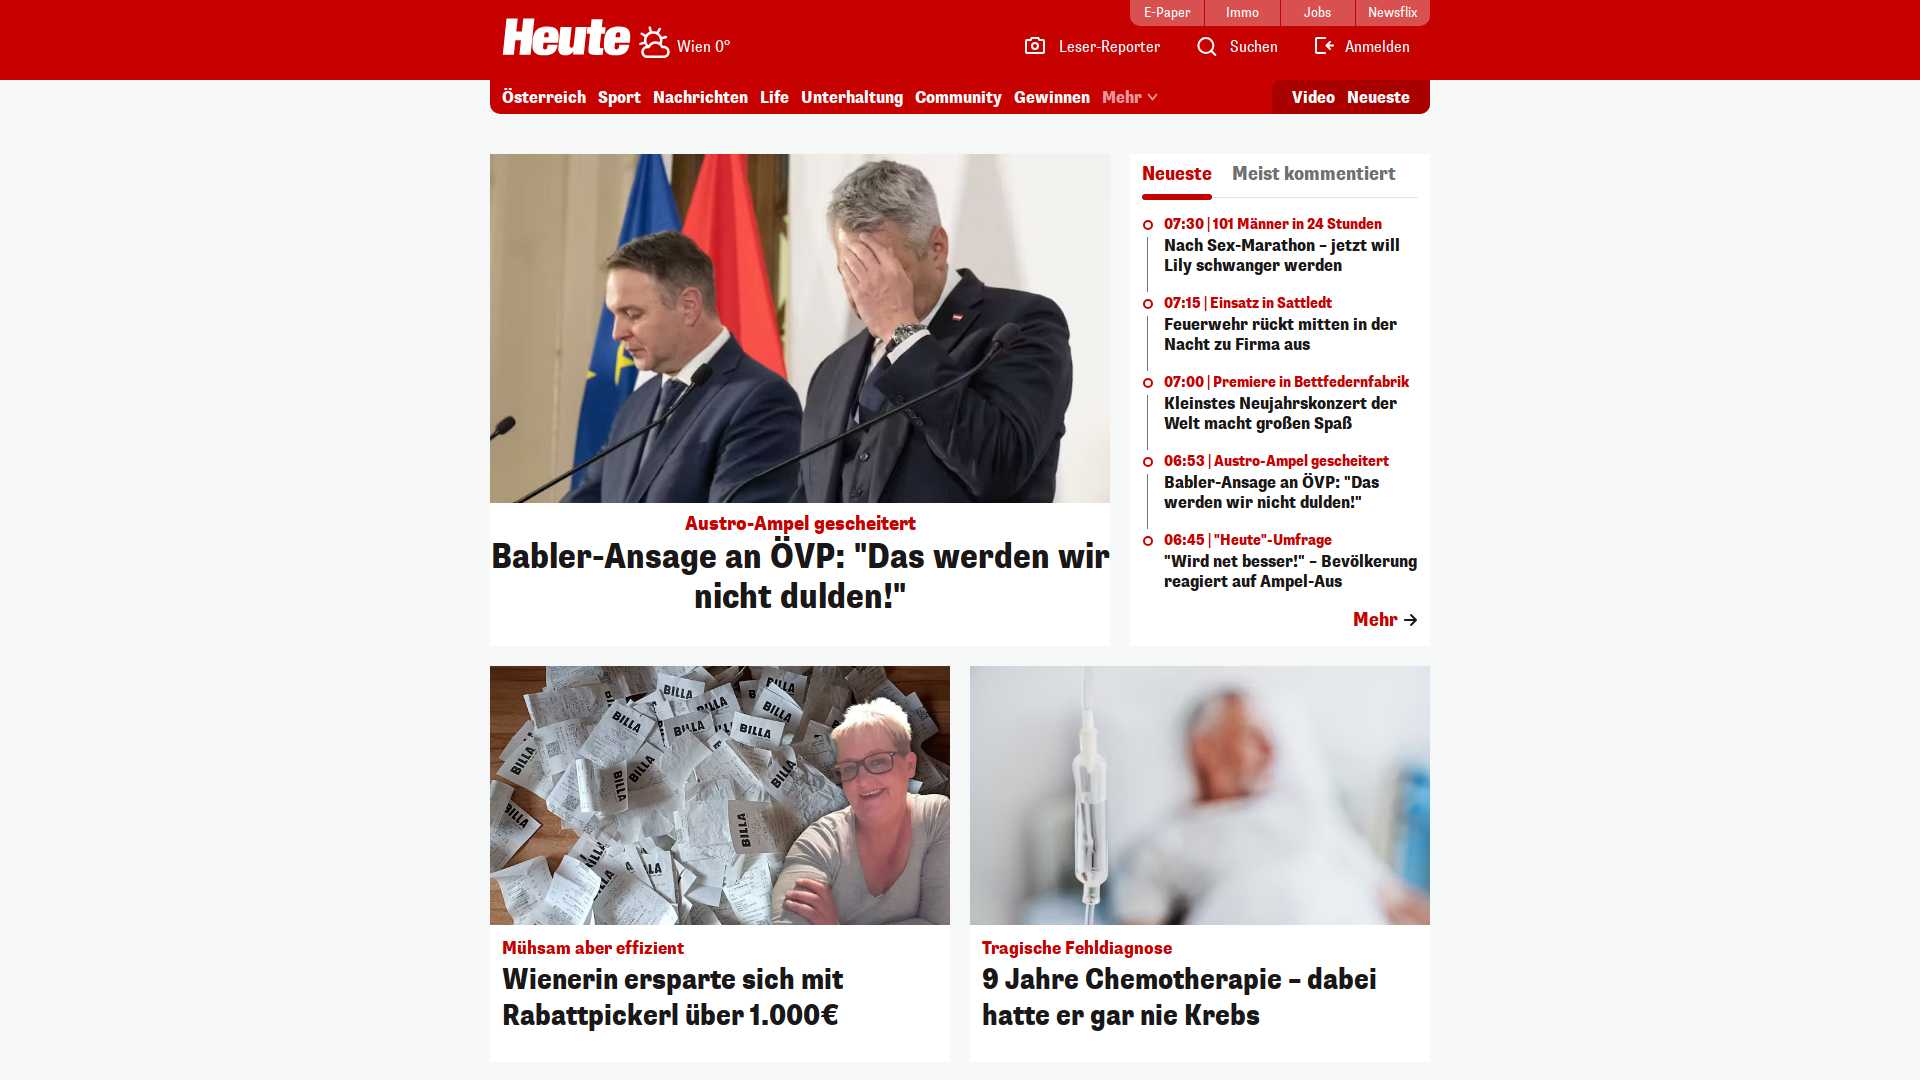 E-Paper
Immo
Jobs
Newsflix
Heute
Wien 0°
Leser-Reporter
Suchen
Anmelden
Österreich
Sport
Nachrichten
Life
Unterhaltung
Community
Gewinnen
Mehr
Video
Neueste
Austro-Ampel gescheitert
Babler-Ansage an ÖVP: "Das werden wir
nicht dulden!"
Neueste
Meist kommentiert
07:30 | 101 Männer in 24 Stunden
Nach Sex-Marathon – jetzt will
Lily schwanger werden
07:15 | Einsatz in Sattledt
Feuerwehr rückt mitten in der
Nacht zu Firma aus
07:00 | Premiere in Bettfedernfabrik
Kleinstes Neujahrskonzert der
Welt macht großen Spaß
06:53 | Austro-Ampel gescheitert
Babler-Ansage an ÖVP: "Das
werden wir nicht dulden!"
06:45 | "Heute"-Umfrage
"Wird net besser!" – Bevölkerung
reagiert auf Ampel-Aus
Mehr
BILLA
BILLA
BILLA
BILLA
BILLA
BILLA
BILLA
BILLA
BILLA
BILLA
BILLA
BILLA
BILLA
Mühsam aber effizient
Wienerin ersparte sich mit
Rabattpickerl über 1.000€
Tragische Fehldiagnose
9 Jahre Chemotherapie – dabei
hatte er gar nie Krebs